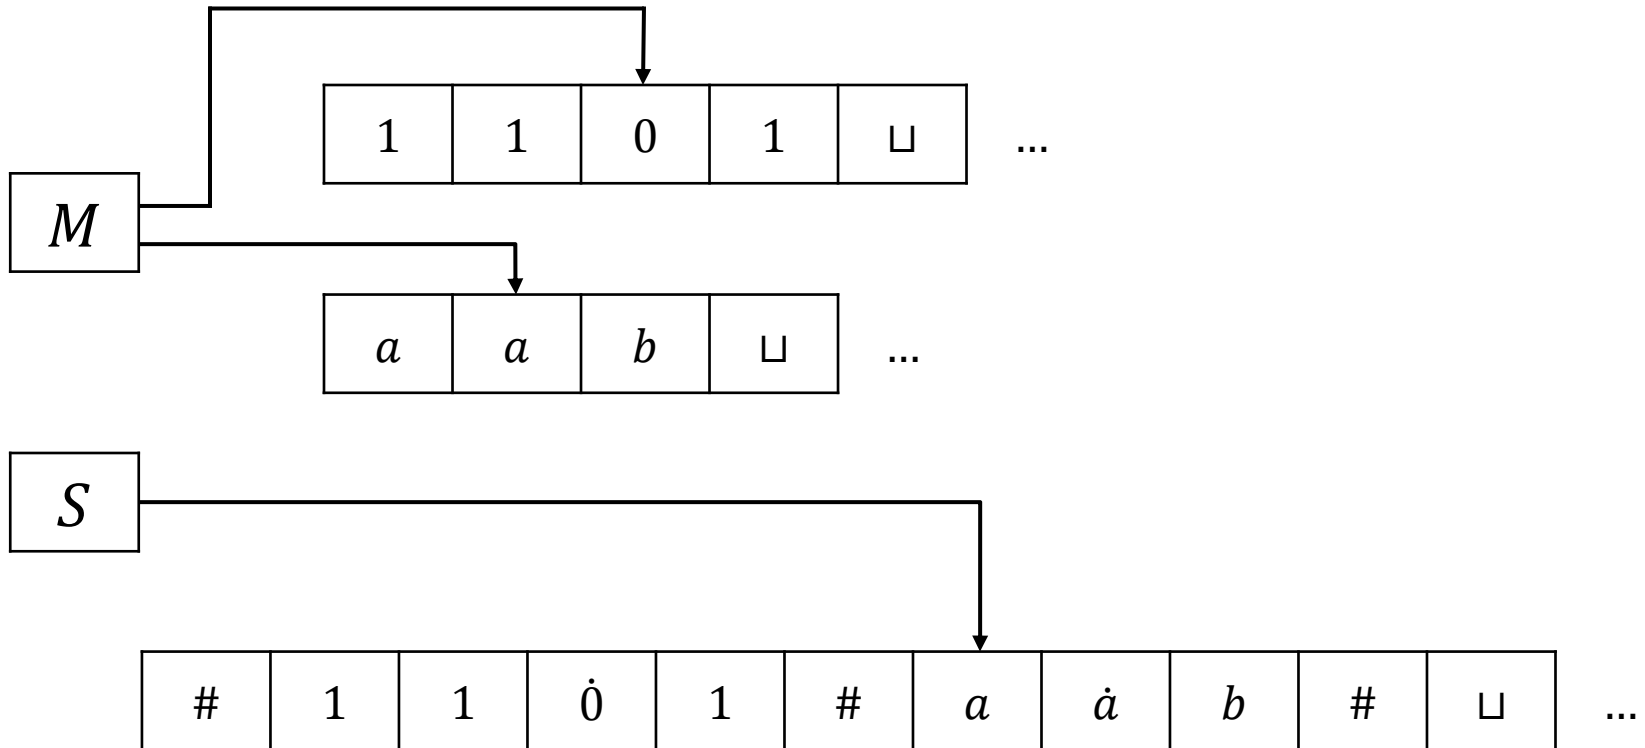 1 1 0 1 ⊔ ...
M
a a b ⊔ ...
S
# 1 1 0̇ 1 # a ȧ b # ⊔ ...